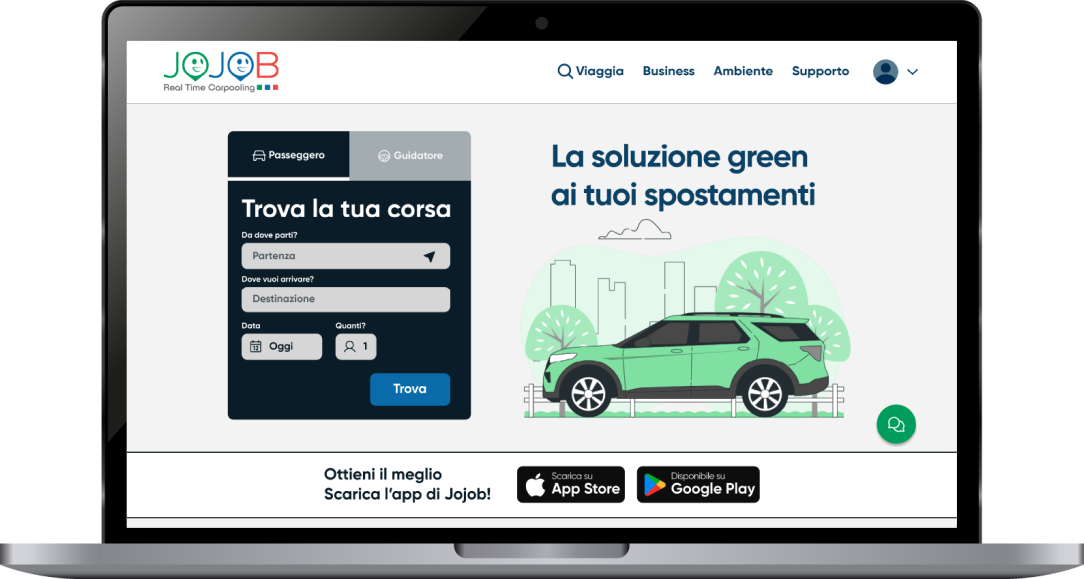 JOJOB
Real Time Carpooling
Viaggia Business Ambiente Supporto
Passeggero Guidatore
Trova la tua corsa
Da dove parti?
Partenza
Dove vuoi arrivare?
Destinazione
Data Quanti?
12 Oggi 1
Trova
La soluzione green
ai tuoi spostamenti
Ottieni il meglio
Scarica l'app di Jojob!
Scarica su
App Store
Disponibile su
Google Play